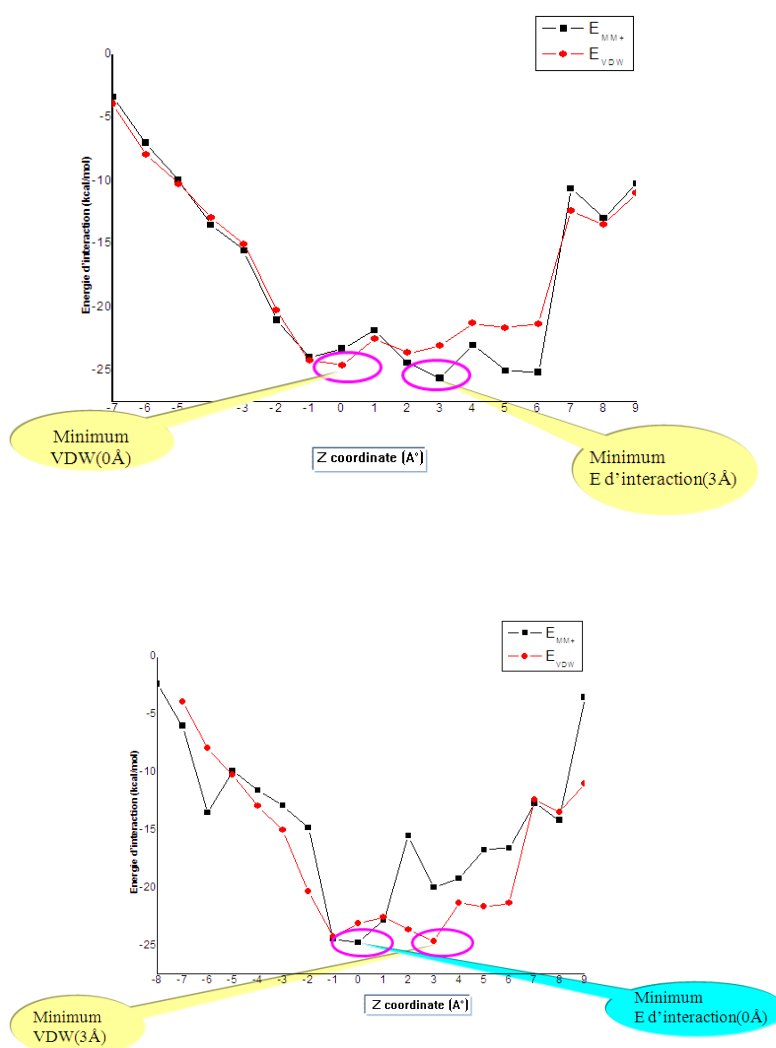 E MM+
E VDW
0
-5
-10
-15
-20
-25
Energie d'interaction (kcal/mol)
-7 -6 -5 -4 -3 -2 -1 0 1 2 3 4 5 6 7 8 9
Z coordinate (A°)
Minimum
VDW(0Å)
Minimum
E d'interaction(3Å)
E MM+
E VDW
0
-5
-10
-15
-20
-25
Energie d'interaction (kcal/mol)
-8 -7 -6 -5 -4 -3 -2 -1 0 1 2 3 4 5 6 7 8 9
Z coordinate (A°)
Minimum
VDW(3Å)
Minimum
E d'interaction(0Å)